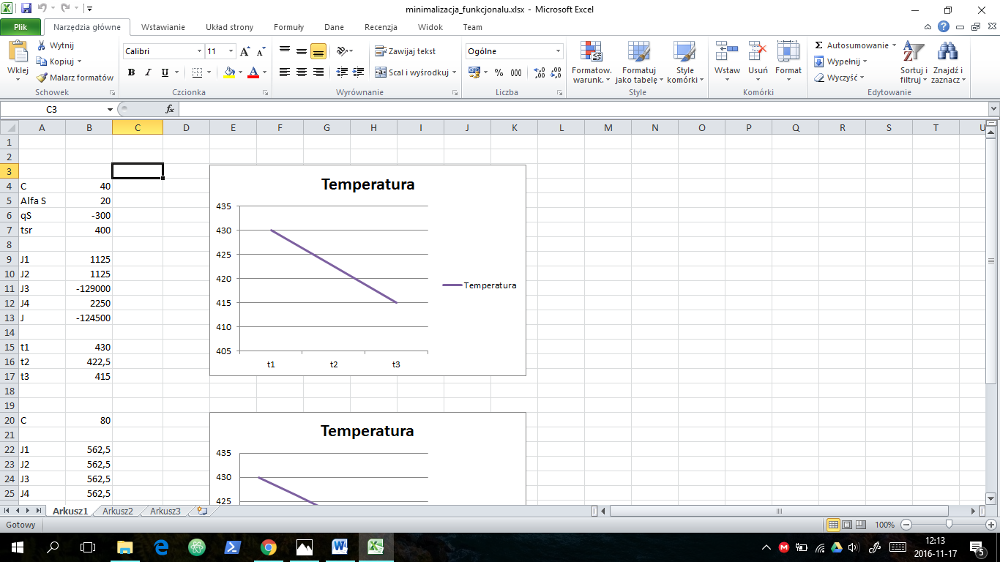 minimalizacja_funkcjonalu.xlsx - Microsoft Excel
Plik Narzędzia główne Wstawianie Układ strony Formuły Dane Recenzja Widok Team
Wklej
Wytnij
Kopiuj
Malarz formatów
Schowek
Calibri 11
B I U
Czcionka
Zawijaj tekst
Scal i wyśrodkuj
Wyrównanie
Ogólne
% 000
Liczba
Formatow. warunk.
Formatuj jako tabelę
Style komórki
Style
Wstaw Usuń Format
Komórki
Autosumowanie
Wypełnij
Wyczyść
Sortuj i filtruj
Znajdź i zaznacz
Edytowanie
C3 fx
A B C D E F G H I J K L M N O P Q R S T U
1
2
3
4 C 40
5 Alfa S 20
6 qS -300
7 tsr 400
8
9 J1 1125
10 J2 1125
11 J3 -129000
12 J4 2250
13 J -124500
14
15 t1 430
16 t2 422,5
17 t3 415
18
19
20 C 80
21
22 J1 562,5
23 J2 562,5
24 J3 562,5
25 J4 562,5
Temperatura
435
430
425
420
415
410
405
t1 t2 t3
Temperatura
Temperatura
435
430
425
Arkusz1 Arkusz2 Arkusz3
Gotowy 100%
12:13
2016-11-17
5